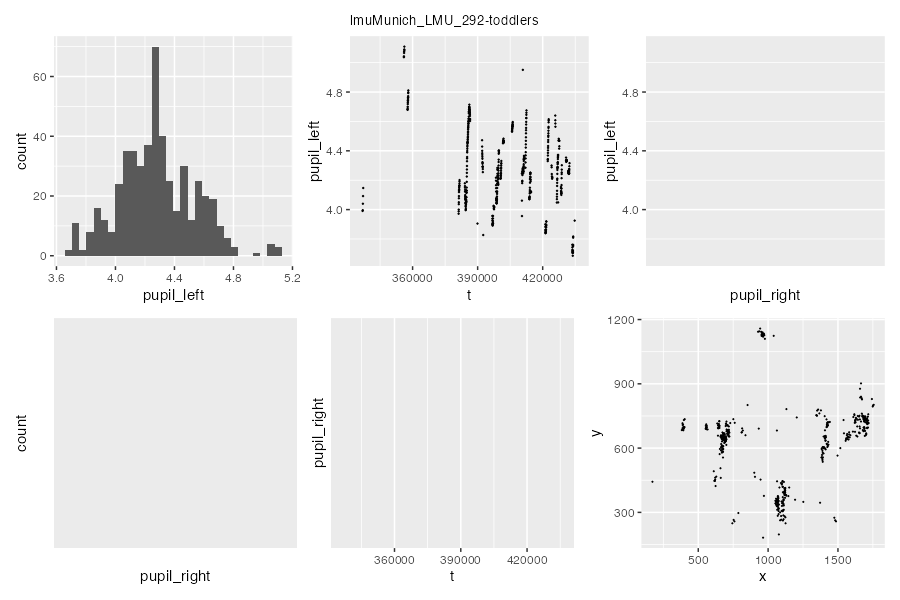 lmuMunich_LMU_292-toddlers
count
60
40
20
0
3.6 4.0 4.4 4.8 5.2
pupil_left
pupil_left
4.8
4.4
4.0
360000 390000 420000
t
pupil_left
4.8
4.4
4.0
pupil_right
count
pupil_right
pupil_right
360000 390000 420000
t
y
1200
900
600
300
500 1000 1500
x